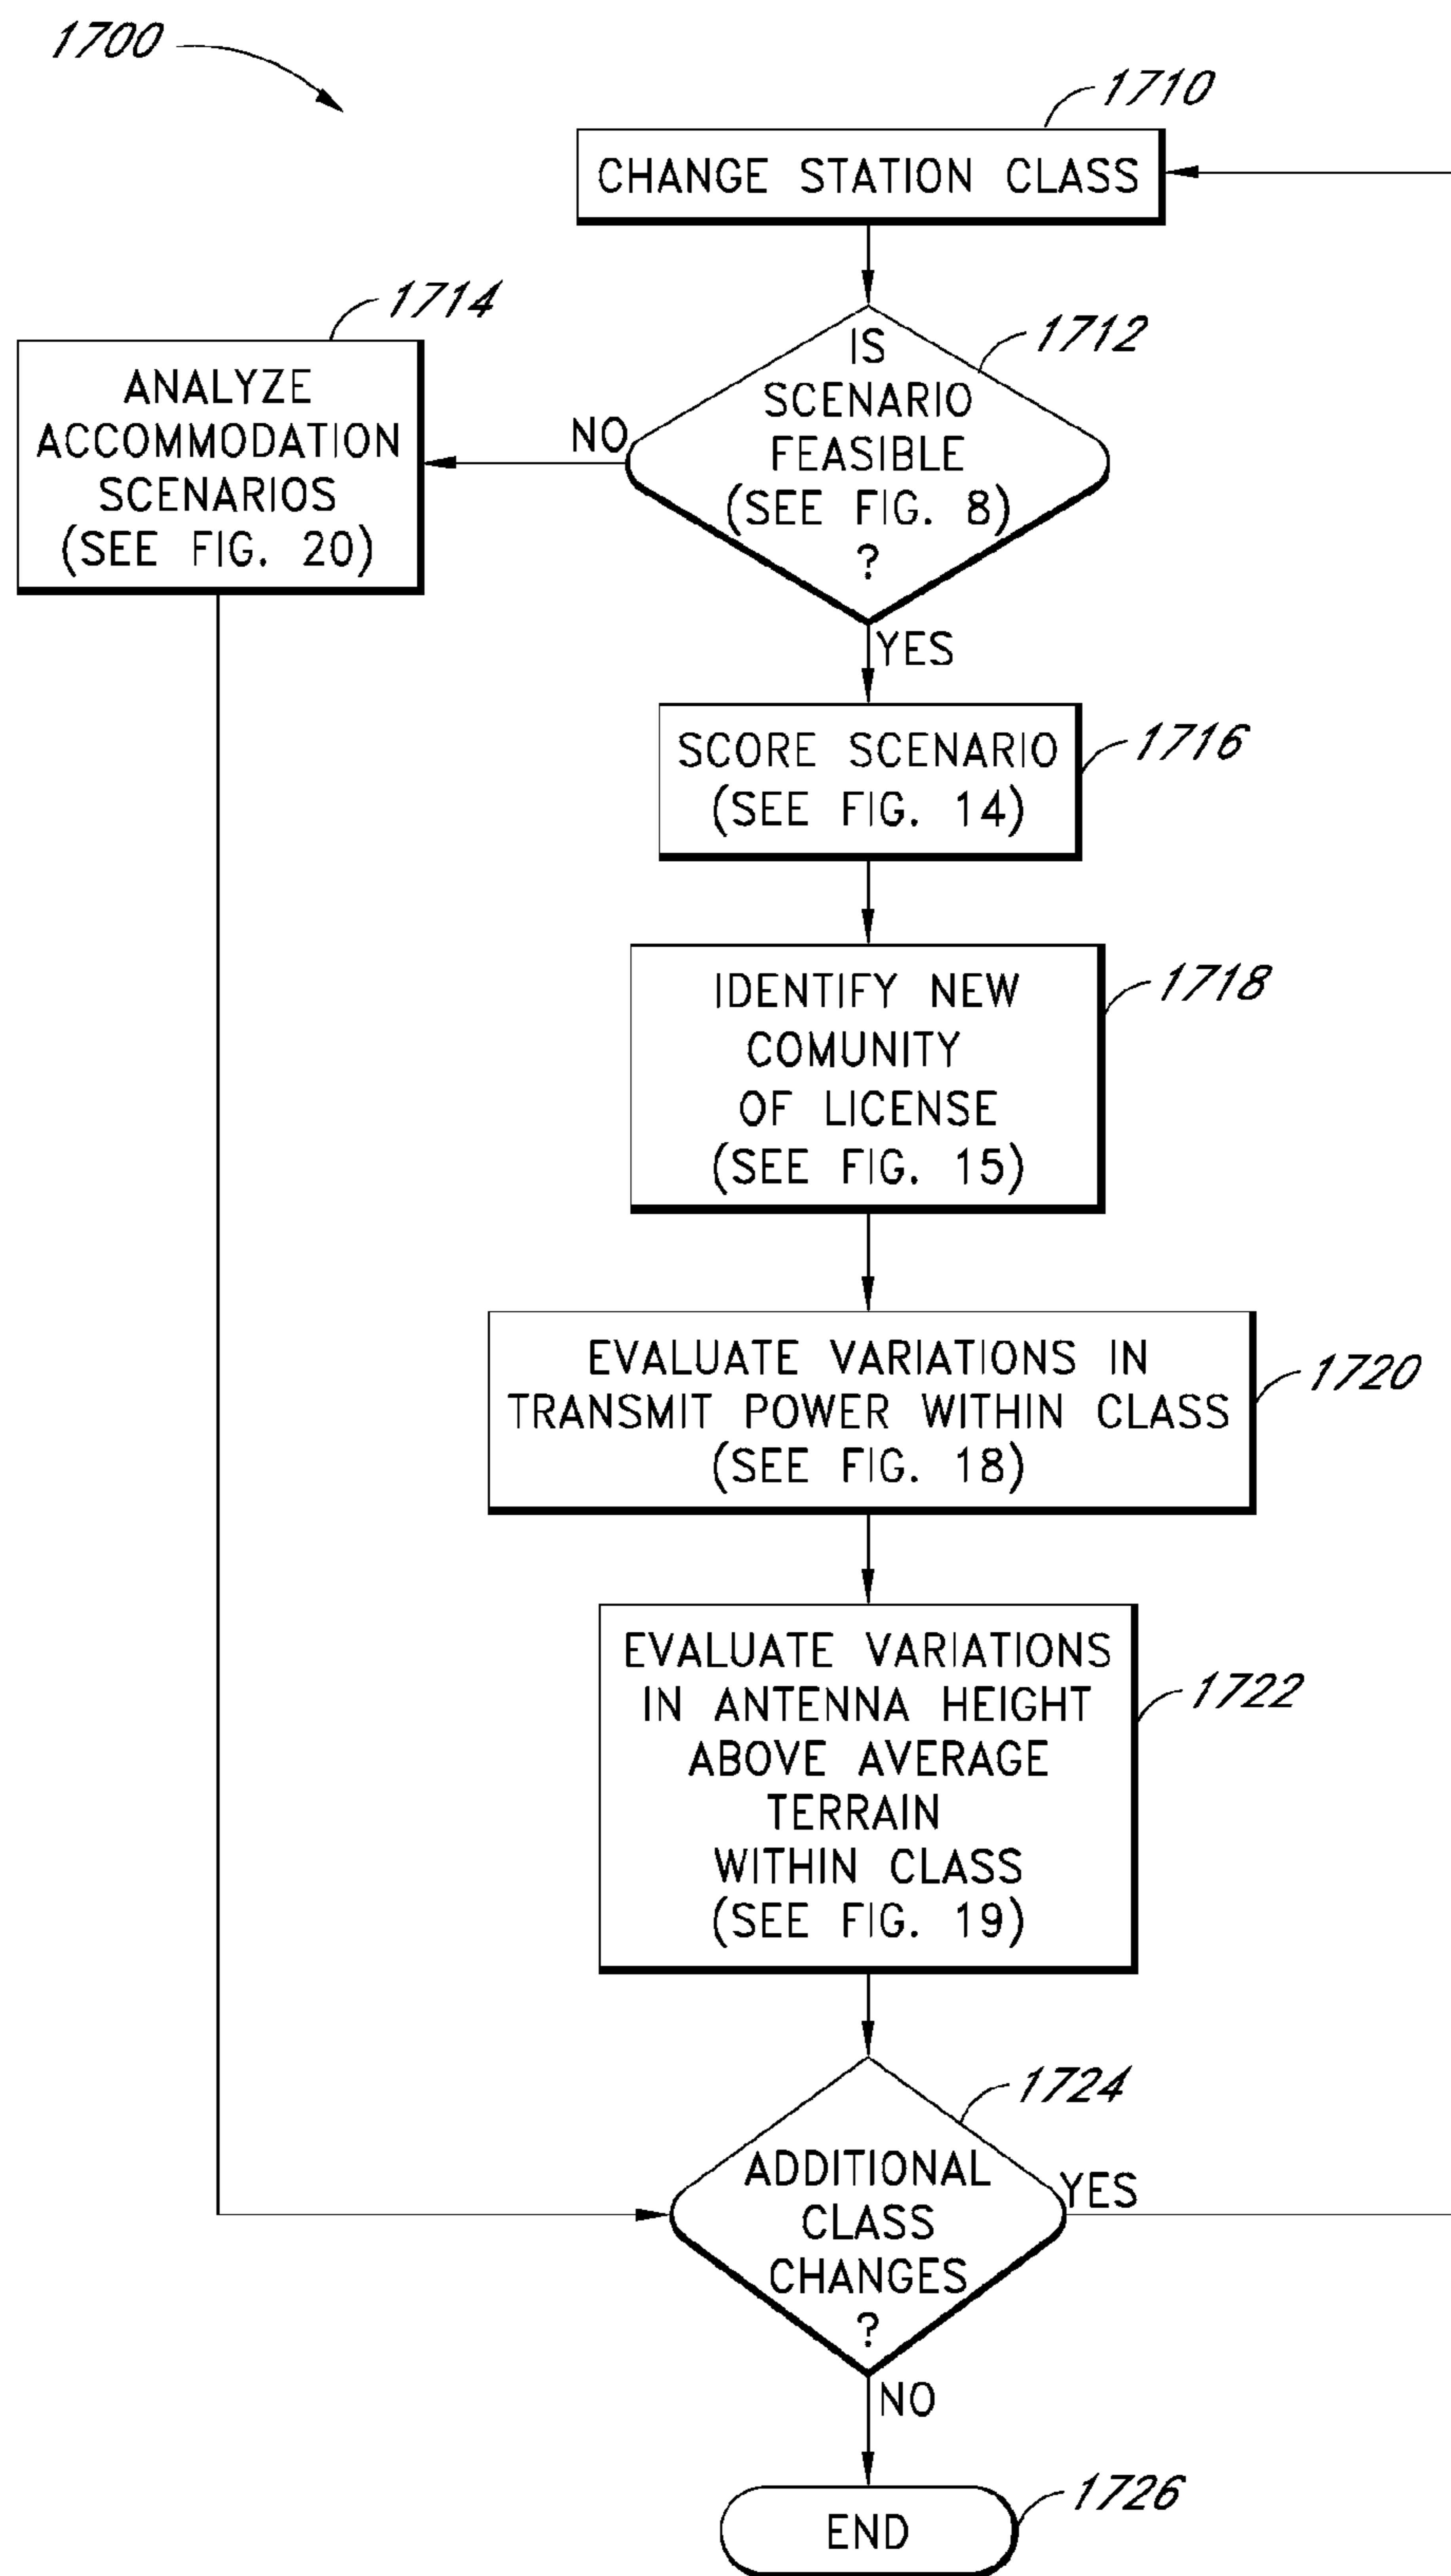 1700
1710
CHANGE STATION CLASS
1714
ANALYZE
ACCOMMODATION
SCENARIOS
(SEE FIG. 20)
1712
IS
SCENARIO
FEASIBLE
(SEE FIG. 8)
?
NO
YES
SCORE SCENARIO
(SEE FIG. 14)
1716
IDENTIFY NEW
COMUNITY
OF LICENSE
(SEE FIG. 15)
1718
EVALUATE VARIATIONS IN
TRANSMIT POWER WITHIN CLASS
(SEE FIG. 18)
1720
EVALUATE VARIATIONS
IN ANTENNA HEIGHT
ABOVE AVERAGE
TERRAIN
WITHIN CLASS
(SEE FIG. 19)
1722
1724
ADDITIONAL
CLASS
CHANGES
?
YES
NO
END
1726